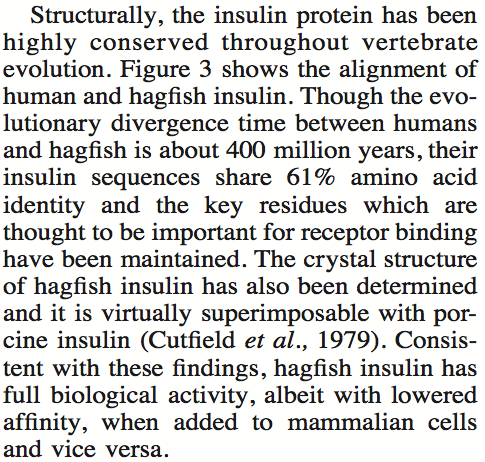 Structurally, the insulin protein has been
highly conserved throughout vertebrate
evolution. Figure 3 shows the alignment of
human and hagfish insulin. Though the evo-
lutionary divergence time between humans
and hagfish is about 400 million years, their
insulin sequences share 61% amino acid
identity and the key residues which are
thought to be important for receptor binding
have been maintained. The crystal structure
of hagfish insulin has also been determined
and it is virtually superimposable with por-
cine insulin (Cutfield et al., 1979). Consis-
tent with these findings, hagfish insulin has
full biological activity, albeit with lowered
affinity, when added to mammalian cells
and vice versa.